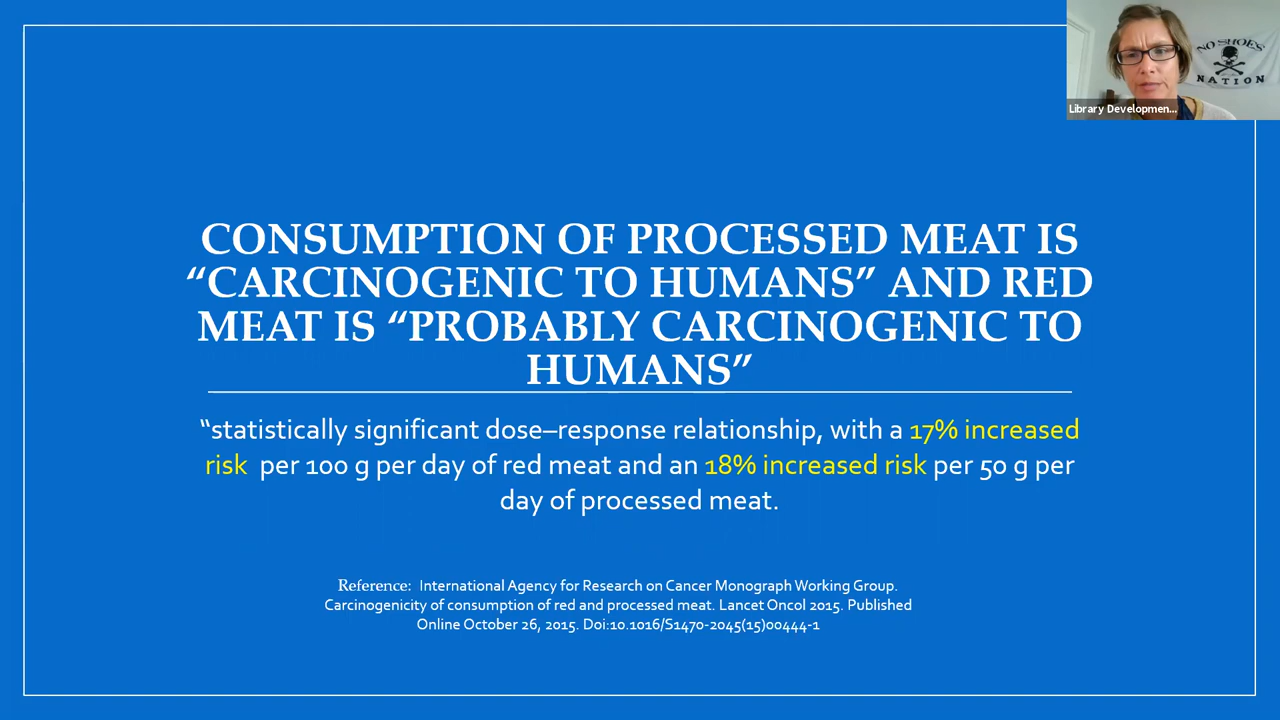 NO SHOES
NATION
Library Developmen...
CONSUMPTION OF PROCESSED MEAT IS
“CARCINOGENIC TO HUMANS” AND RED
MEAT IS “PROBABLY CARCINOGENIC TO
HUMANS”
“statistically significant dose–response relationship, with a 17% increased
risk per 100 g per day of red meat and an 18% increased risk per 50 g per
day of processed meat.
Reference: International Agency for Research on Cancer Monograph Working Group.
Carcinogenicity of consumption of red and processed meat. Lancet Oncol 2015. Published
Online October 26, 2015. Doi:10.1016/S1470-2045(15)00444-1